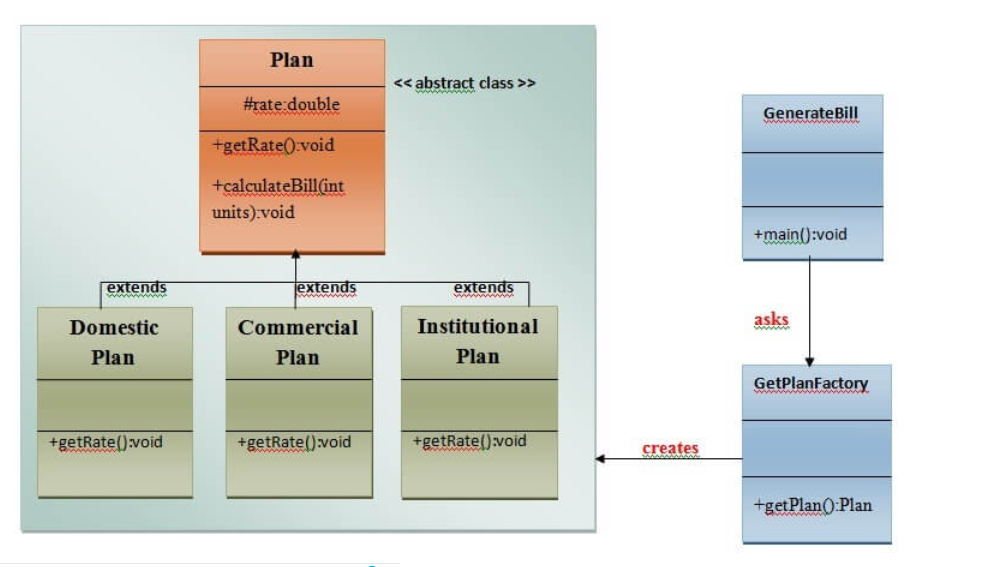 Plan
<< abstract class >>
#rate:double
+getRate():void
+calculateBill(int
units):void
extends
extends
extends
Domestic
Plan
+getRate():void
Commercial
Plan
+getRate():void
Institutional
Plan
+getRate():void
GenerateBill
+main():void
asks
GetPlanFactory
+getPlan():Plan
creates